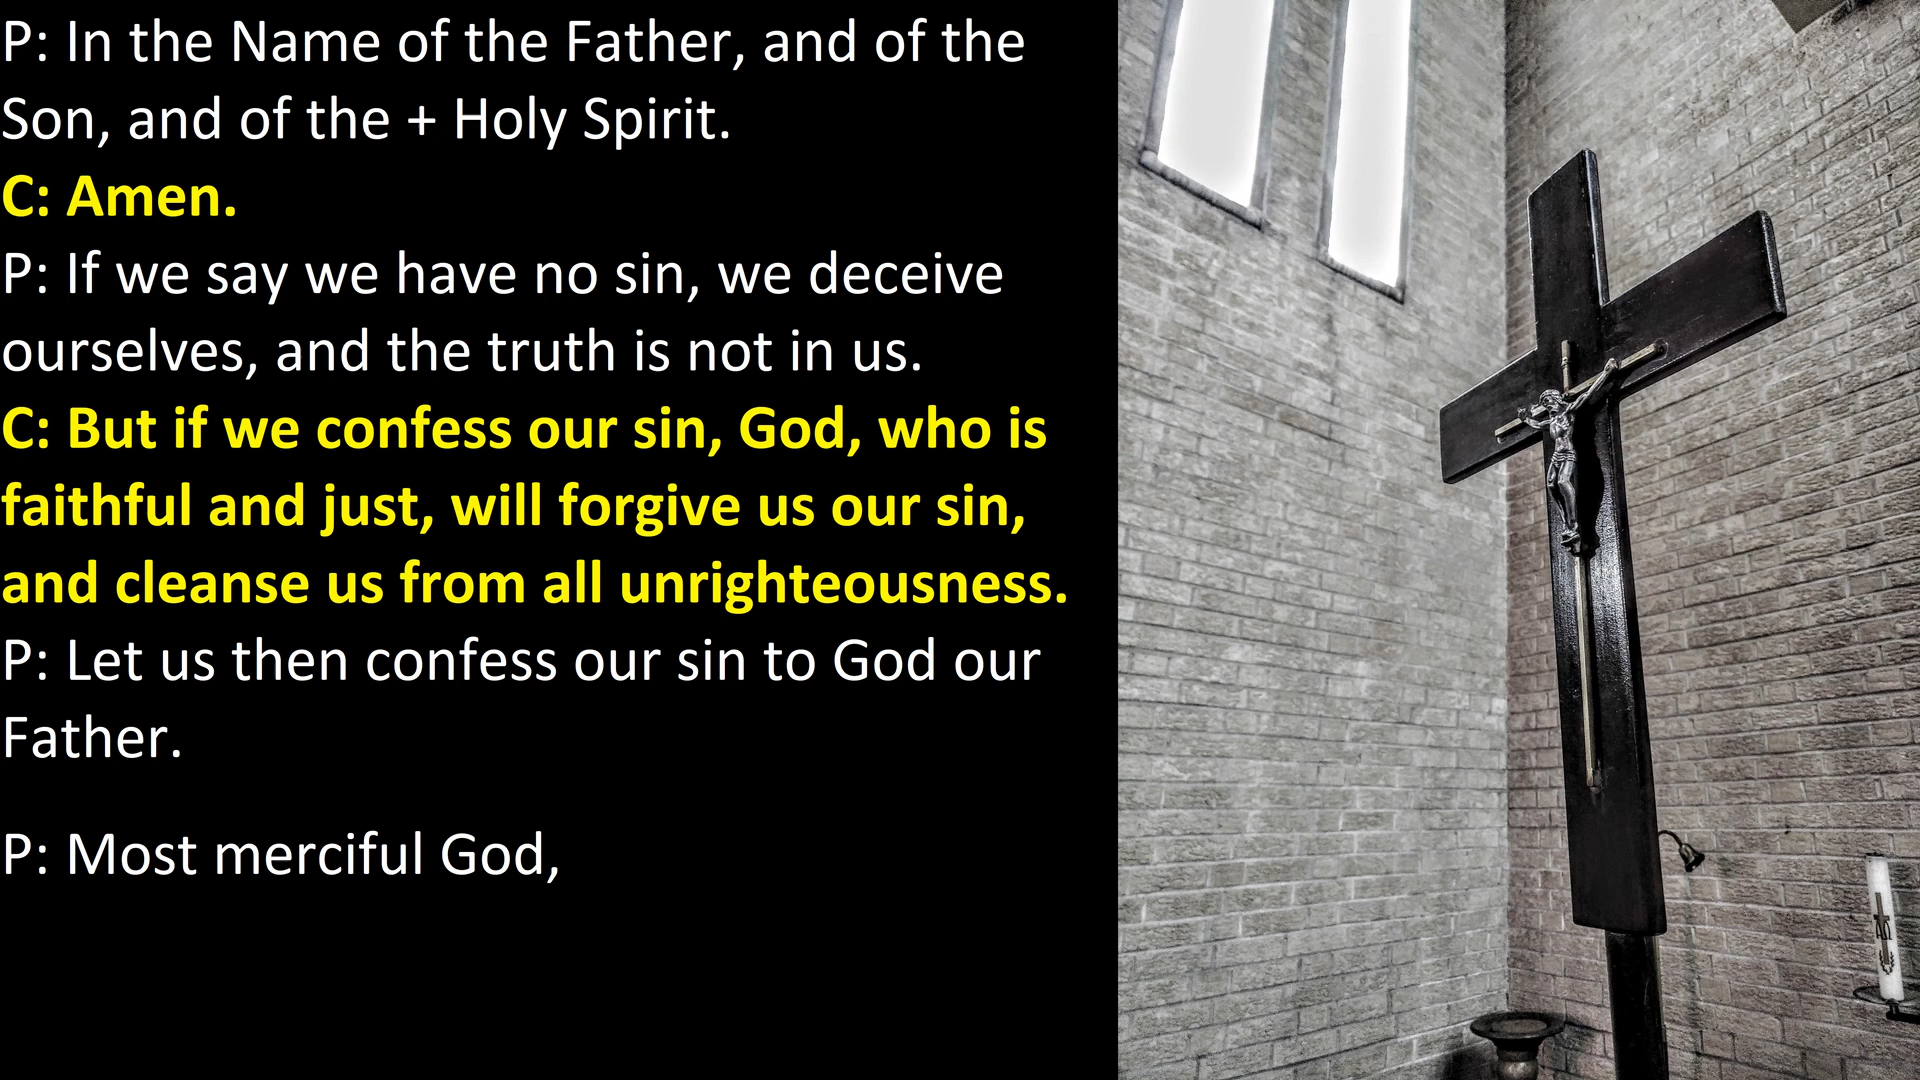 P: In the Name of the Father, and of the
Son, and of the + Holy Spirit.
C: Amen.
P: If we say we have no sin, we deceive
ourselves, and the truth is not in us.
C: But if we confess our sin, God, who is
faithful and just, will forgive us our sin,
and cleanse us from all unrighteousness.
P: Let us then confess our sin to God our
Father.
P: Most merciful God,